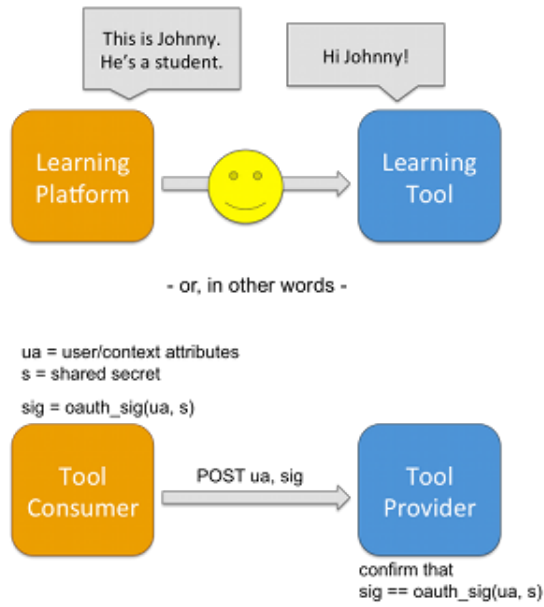 This is Johnny.
He's a student.
Hi Johnny!
Learning
Platform
Learning
Tool
- or, in other words -
ua = user/context attributes
s = shared secret
sig = oauth_sig(ua, s)
Tool
Consumer
POST ua, sig
Tool
Provider
confirm that
sig == oauth_sig(ua, s)